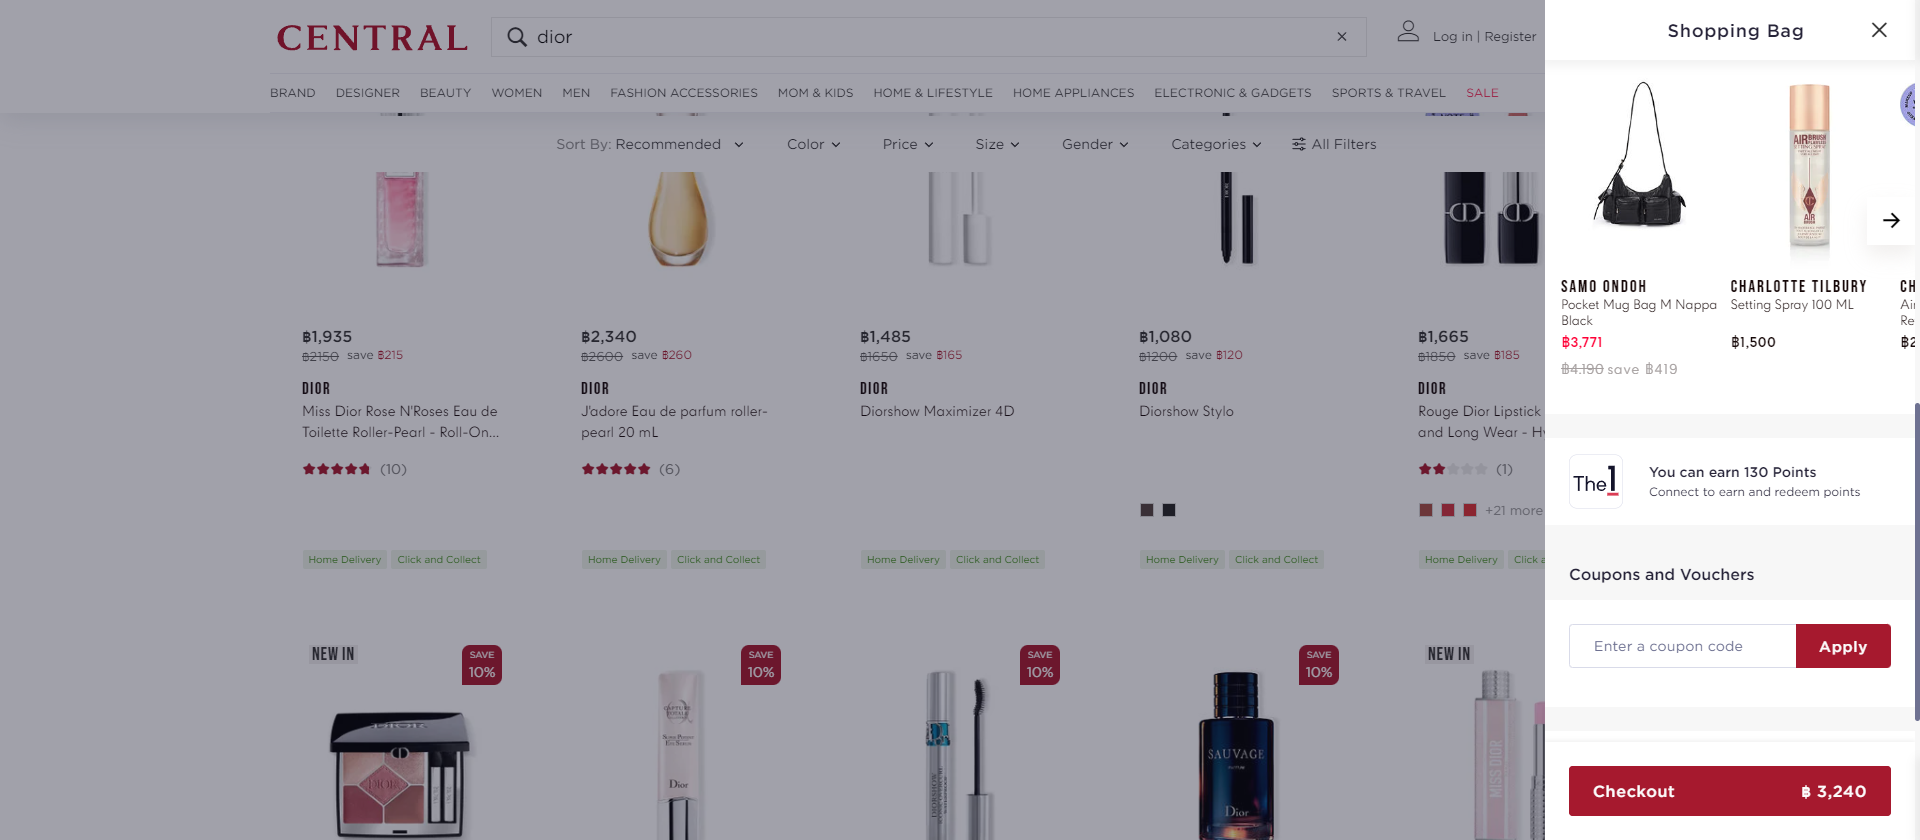 CENTRAL
dior
Log in | Register
BRAND DESIGNER BEAUTY WOMEN MEN FASHION ACCESSORIES MOM & KIDS HOME & LIFESTYLE HOME APPLIANCES ELECTRONIC & GADGETS SPORTS & TRAVEL SALE
Sort By: Recommended Color Price Size Gender Categories All Filters
฿1,935
฿2150 save ฿215
DIOR
Miss Dior Rose N'Roses Eau de
Toilette Roller-Pearl - Roll-On...
(10)
Home Delivery Click and Collect
฿2,340
฿2600 save ฿260
DIOR
J'adore Eau de parfum roller-
pearl 20 mL
(6)
Home Delivery Click and Collect
฿1,485
฿1650 save ฿165
DIOR
Diorshow Maximizer 4D
Home Delivery Click and Collect
฿1,080
฿1200 save ฿120
DIOR
Diorshow Stylo
Home Delivery Click and Collect
฿1,665
฿1850 save ฿185
DIOR
Rouge Dior Lipstick
and Long Wear - Hy
(1)
+21 more
Home Delivery
NEW IN
SAVE
10%
DIOR
SAVE
10%
Dior
SAVE
10%
SAVE
10%
SAUVAGE
Dior
NEW IN
MISS DIOR
Shopping Bag
AIRBRUSH
AIR
SAMO ONDOH
Pocket Mug Bag M Nappa
Black
฿3,771
฿4,190 save ฿419
CHARLOTTE TILBURY
Setting Spray 100 ML
฿1,500
The1
You can earn 130 Points
Connect to earn and redeem points
Coupons and Vouchers
Enter a coupon code Apply
Checkout ฿ 3,240